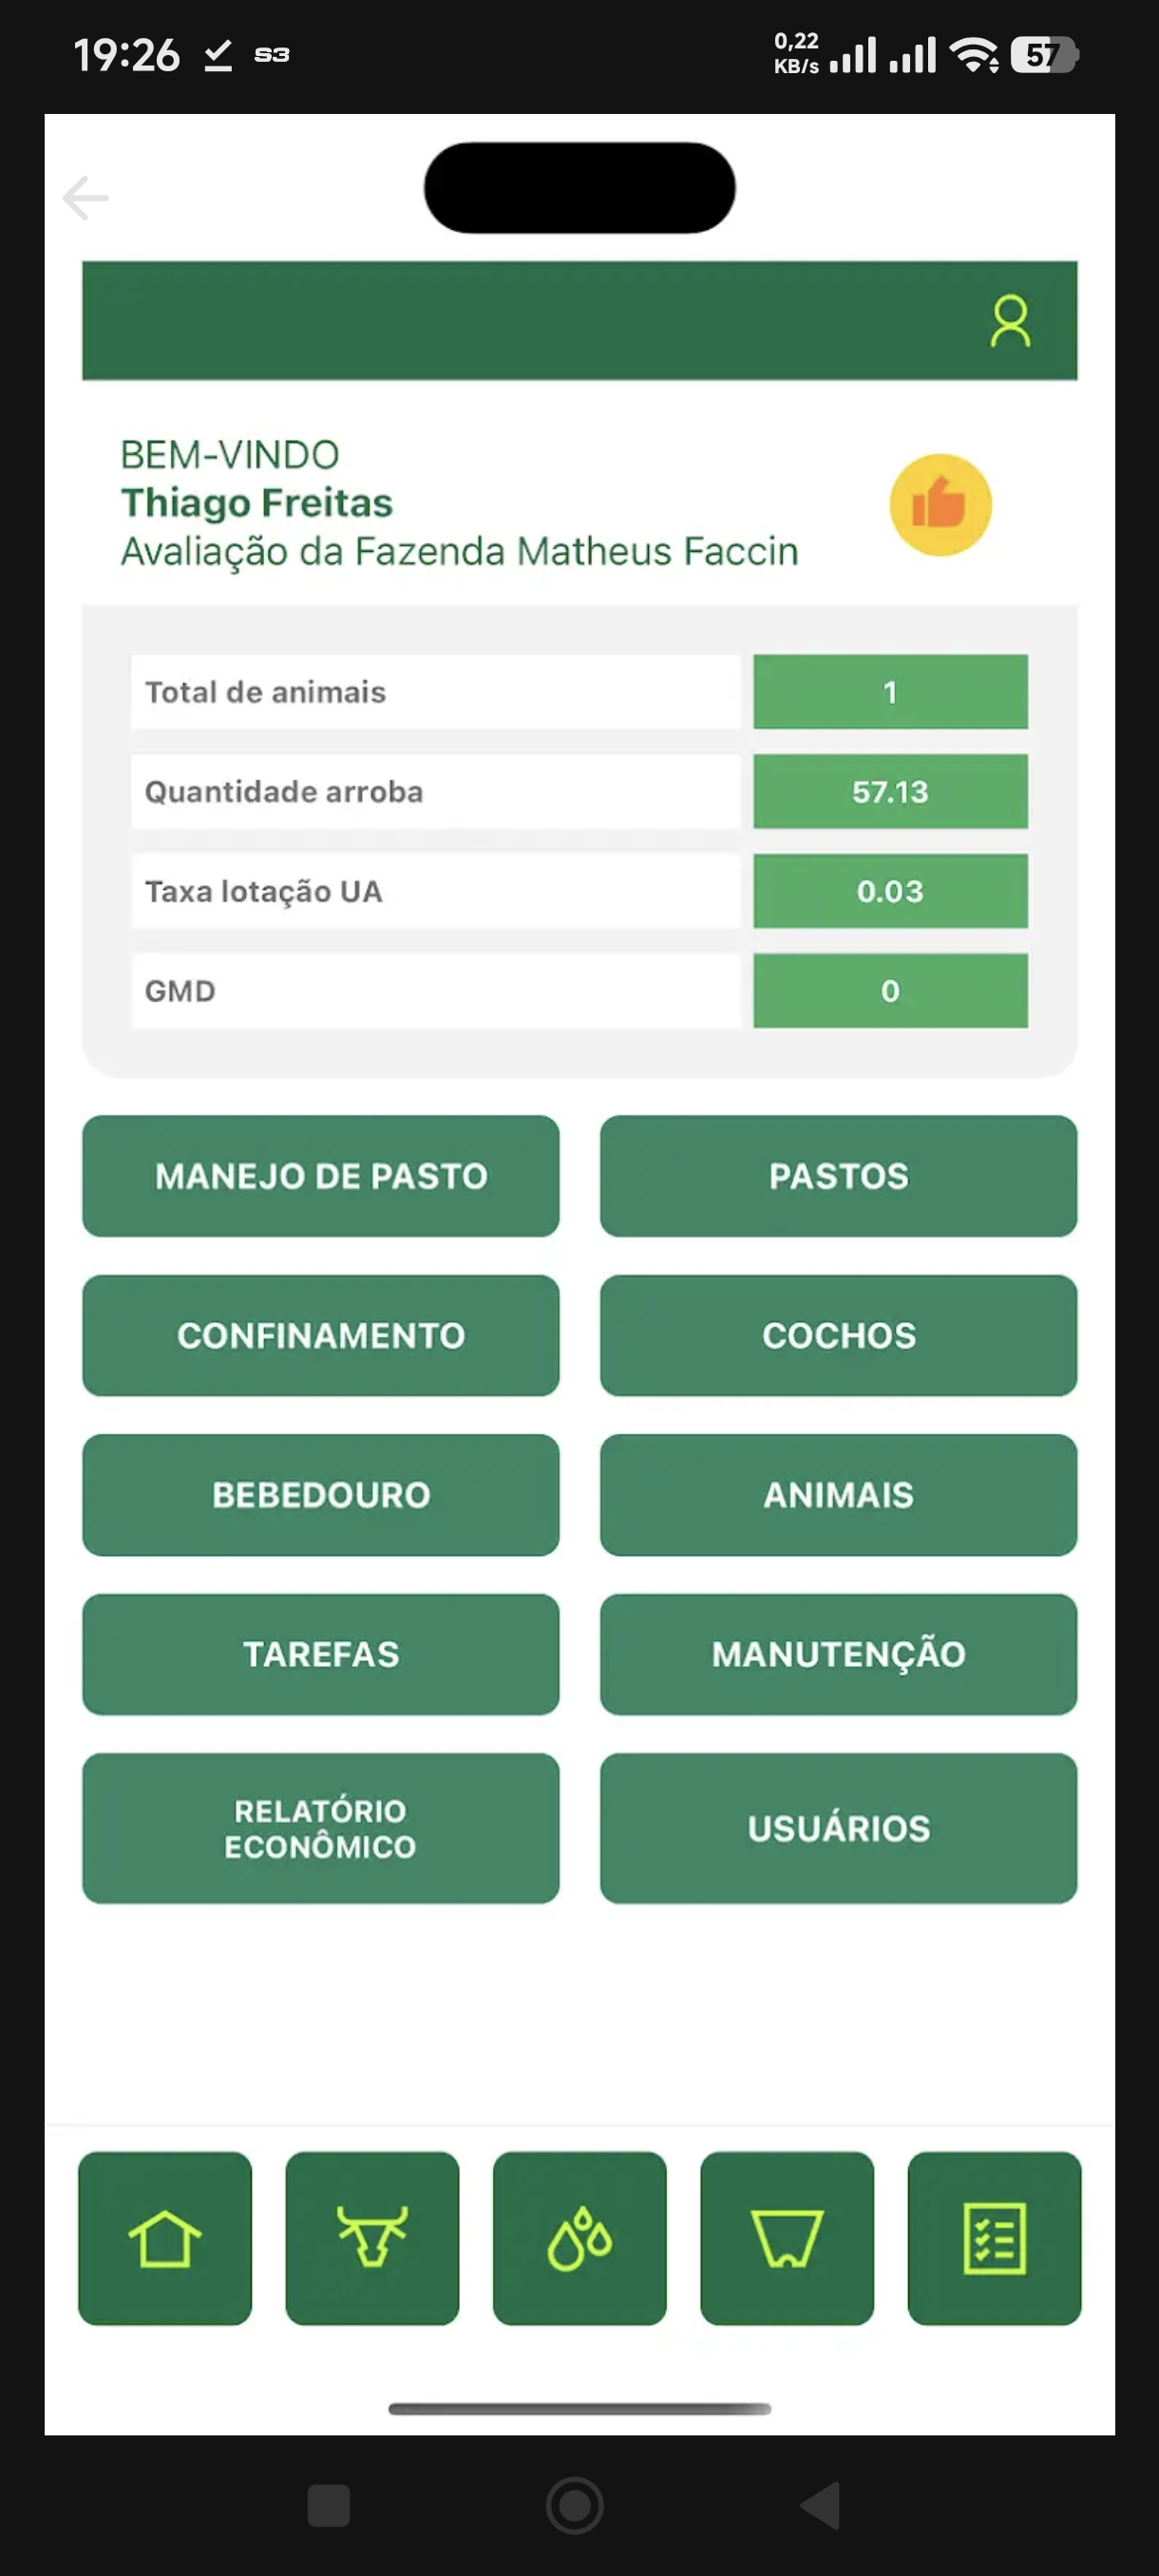 19:26
S3
0,22
KB/s
57
BEM-VINDO
Thiago Freitas
Avaliação da Fazenda Matheus Faccin
Total de animais 1
Quantidade arroba 57.13
Taxa lotação UA 0.03
GMD 0
MANEJO DE PASTO
PASTOS
CONFINAMENTO
COCHOS
BEBEDOURO
ANIMAIS
TAREFAS
MANUTENÇÃO
RELATÓRIO
ECONÔMICO
USUÁRIOS